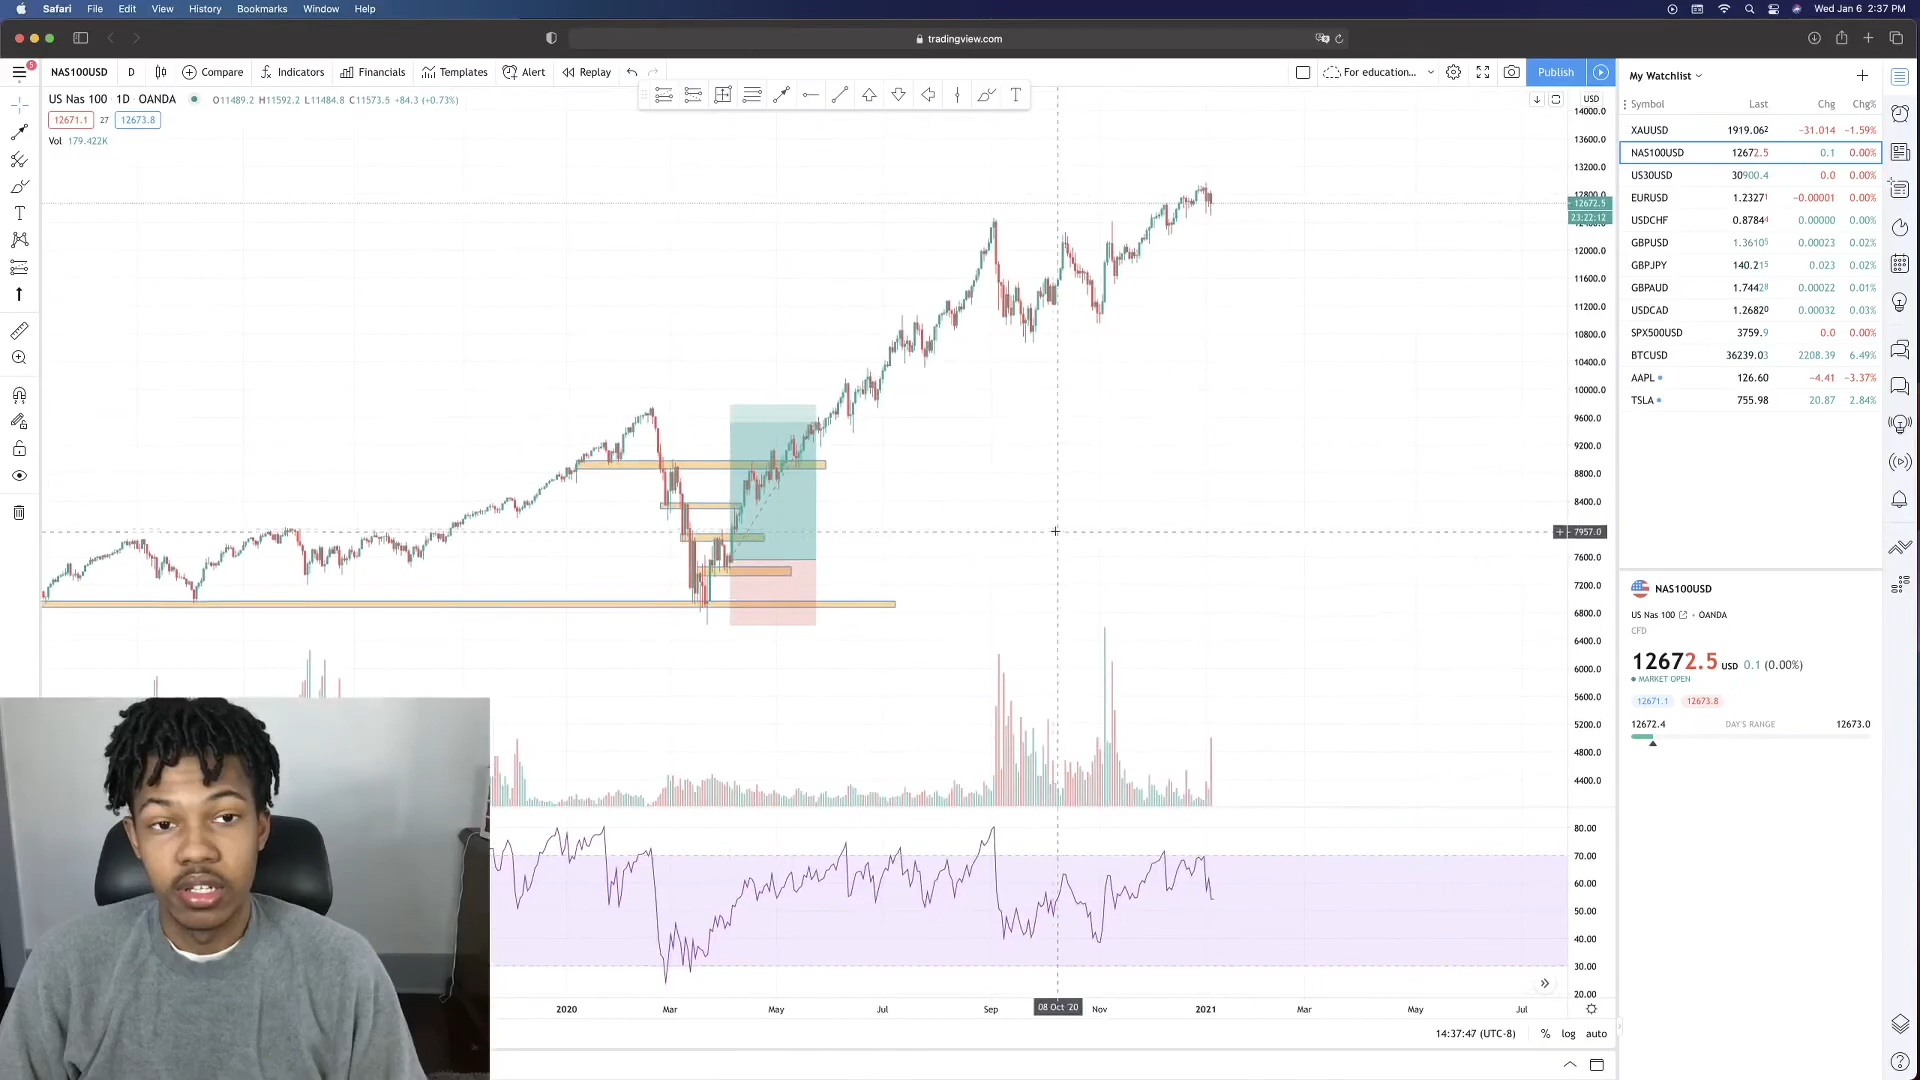 Safari File Edit View History Bookmarks Window Help Wed Jan 6 2:37 PM
tradingview.com
5
NAS100USD D Compare Indicators Financials Templates Alert Replay For education... Publish
US Nas 100 1D OANDA O11489.2 H11592.2 L11484.8 C11573.5 +84.3 (+0.73%)
12671.1 27 12673.8
Vol 179.422K
T
T
USD
14000.0
13600.0
13200.0
12800.0
12672.5
23:22:12
12000.0
11600.0
11200.0
10800.0
10400.0
10000.0
9600.0
9200.0
8800.0
8400.0
7957.0
7600.0
7200.0
6800.0
6400.0
6000.0
5600.0
5200.0
4800.0
4400.0
80.00
70.00
60.00
50.00
40.00
30.00
20.00
2020 Mar May Jul Sep 08 Oct '20 Nov 2021 Mar May Jul
14:37:47 (UTC-8) % log auto
My Watchlist
Symbol Last Chg Chg%
XAUUSD 1919.062 −31.014 −1.59%
NAS100USD 12672.5 0.1 0.00%
US30USD 30900.4 0.0 0.00%
EURUSD 1.23271 −0.00001 0.00%
USDCHF 0.87844 0.00000 0.00%
GBPUSD 1.36105 0.00023 0.02%
GBPJPY 140.215 0.023 0.02%
GBPAUD 1.74428 0.00022 0.01%
USDCAD 1.26820 0.00032 0.03%
SPX500USD 3759.9 0.0 0.00%
BTCUSD 36239.03 2208.39 6.49%
AAPL 126.60 −4.41 −3.37%
TSLA 755.98 20.87 2.84%
NAS100USD
US Nas 100 OANDA
CFD
12672.5 USD 0.1 (0.00%)
MARKET OPEN
12671.1 12673.8
12672.4 DAY'S RANGE 12673.0